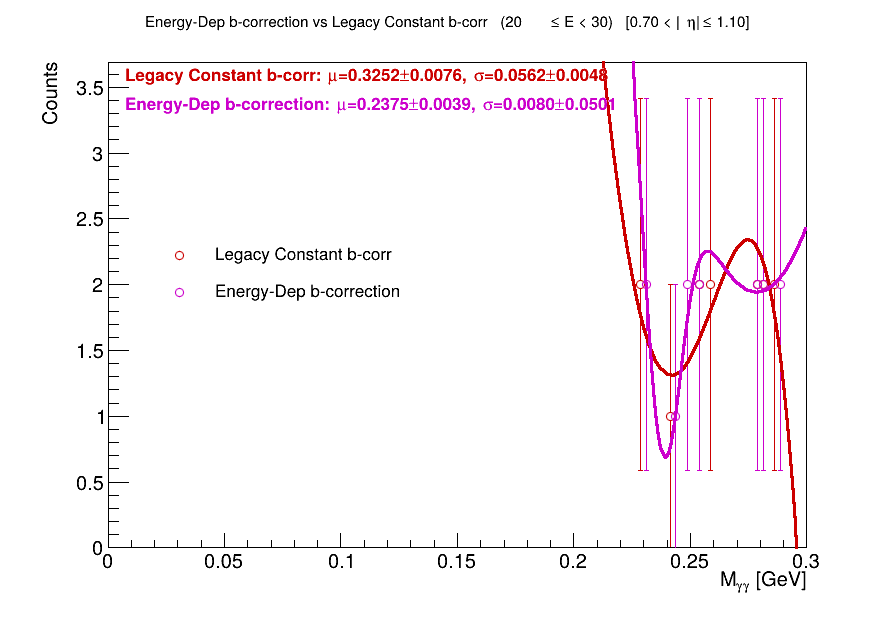 Energy-Dep b-correction vs Legacy Constant b-corr (20 ≤ E < 30) [0.70 < | η| ≤ 1.10]
Legacy Constant b-corr: μ=0.3252±0.0076, σ=0.0562±0.0048
Energy-Dep b-correction: μ=0.2375±0.0039, σ=0.0080±0.0501
Counts
3.5
3
2.5
2
1.5
1
0.5
0
Legacy Constant b-corr
Energy-Dep b-correction
0 0.05 0.1 0.15 0.2 0.25 0.3
Mγγ [GeV]